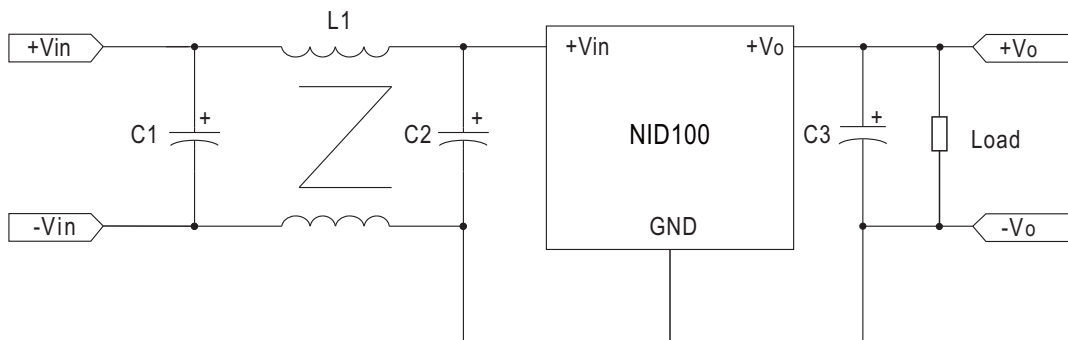 L1
+Vin
+Vin
+Vo
+Vo
+
+
+
C1
C2
NID100
C3
Load
-Vin
GND
-Vo